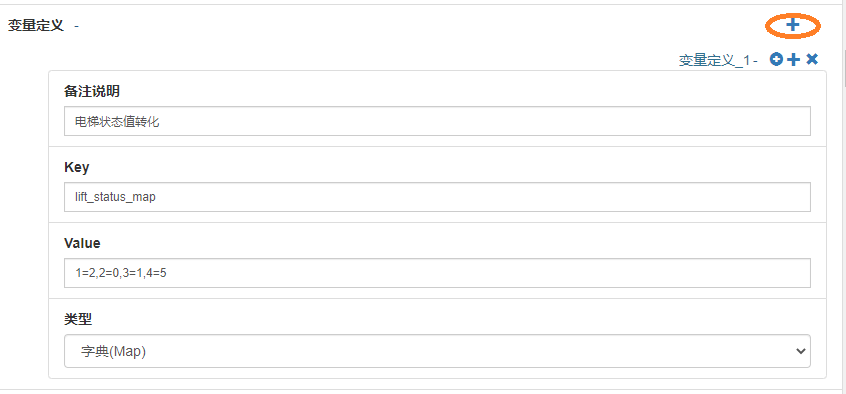 变量定义 -
变量定义_1 -
备注说明
电梯状态值转化
Key
lift_status_map
Value
1=2,2=0,3=1,4=5
类型
字典(Map)